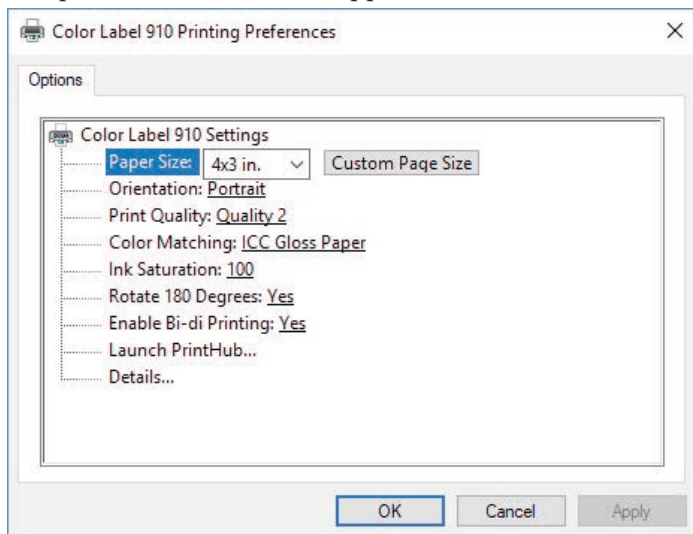 Color Label 910 Printing Preferences
Options
Color Label 910 Settings
Paper Size: 4x3 in. Custom Page Size
Orientation: Portrait
Print Quality: Quality 2
Color Matching: ICC Gloss Paper
Ink Saturation: 100
Rotate 180 Degrees: Yes
Enable Bi-di Printing: Yes
Launch PrintHub...
Details...
OK Cancel Apply